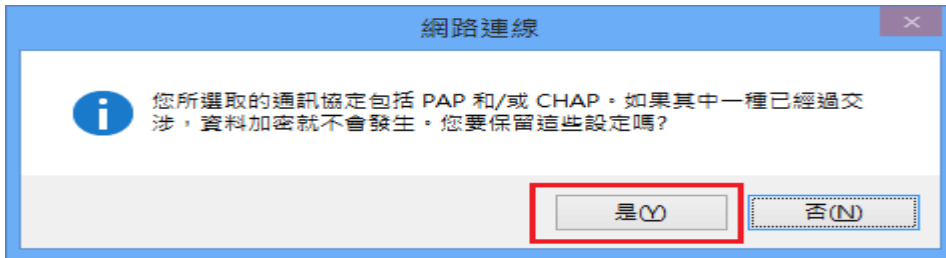 網路連線
您所選取的通訊協定包括 PAP 和/或 CHAP。如果其中一種已經過交
涉，資料加密就不會發生。您要保留這些設定嗎?
是(Y)
否(N)